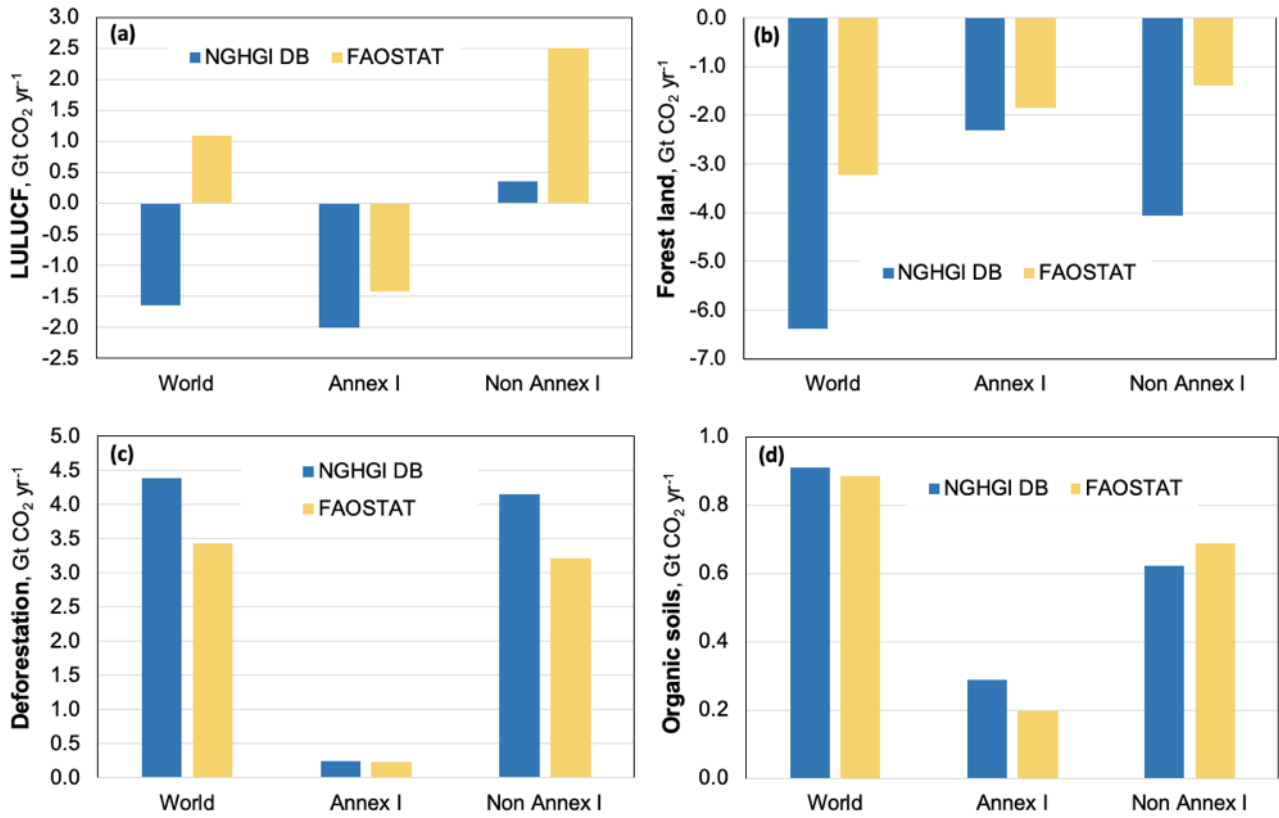 (a)
NGHGI DB FAOSTAT
LULUCF, Gt CO₂ yr⁻¹
3.0
2.5
2.0
1.5
1.0
0.5
0.0
-0.5
-1.0
-1.5
-2.0
-2.5
World Annex I Non Annex I
(b)
NGHGI DB FAOSTAT
Forest land, Gt CO₂ yr⁻¹
0.0
-1.0
-2.0
-3.0
-4.0
-5.0
-6.0
-7.0
World Annex I Non Annex I
(c)
NGHGI DB
FAOSTAT
Deforestation, Gt CO₂ yr⁻¹
5.0
4.5
4.0
3.5
3.0
2.5
2.0
1.5
1.0
0.5
0.0
World Annex I Non Annex I
(d)
NGHGI DB FAOSTAT
Organic soils, Gt CO₂ yr⁻¹
1.0
0.8
0.6
0.4
0.2
0.0
World Annex I Non Annex I